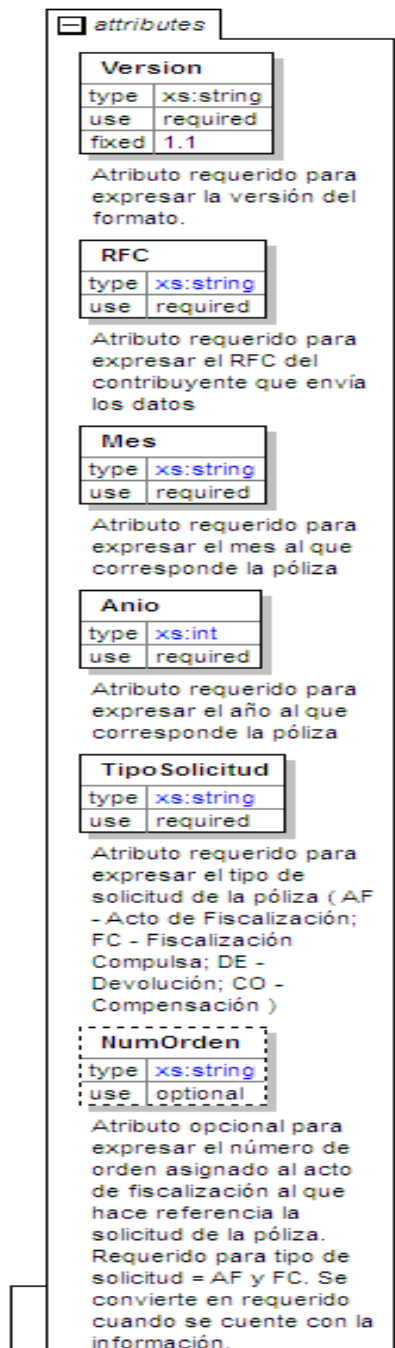 attributes
Version
type xs:string
use required
fixed 1.1
Atributo requerido para
expresar la versión del
formato.
RFC
type xs:string
use required
Atributo requerido para
expresar el RFC del
contribuyente que envía
los datos
Mes
type xs:string
use required
Atributo requerido para
expresar el mes al que
corresponde la póliza
Anio
type xs:int
use required
Atributo requerido para
expresar el año al que
corresponde la póliza
TipoSolicitud
type xs:string
use required
Atributo requerido para
expresar el tipo de
solicitud de la póliza ( AF
- Acto de Fiscalización;
FC - Fiscalización
Compulsa; DE -
Devolución; CO -
Compensación )
NumOrden
type xs:string
use optional
Atributo opcional para
expresar el número de
orden asignado al acto
de fiscalización al que
hace referencia la
solicitud de la póliza.
Requerido para tipo de
solicitud = AF y FC. Se
convierte en requerido
cuando se cuente con la
información.